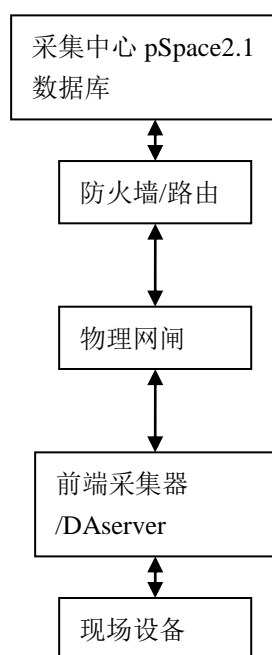 采集中心 pSpace2.1
数据库
防火墙/路由
物理网闸
前端采集器
/DAserver
现场设备